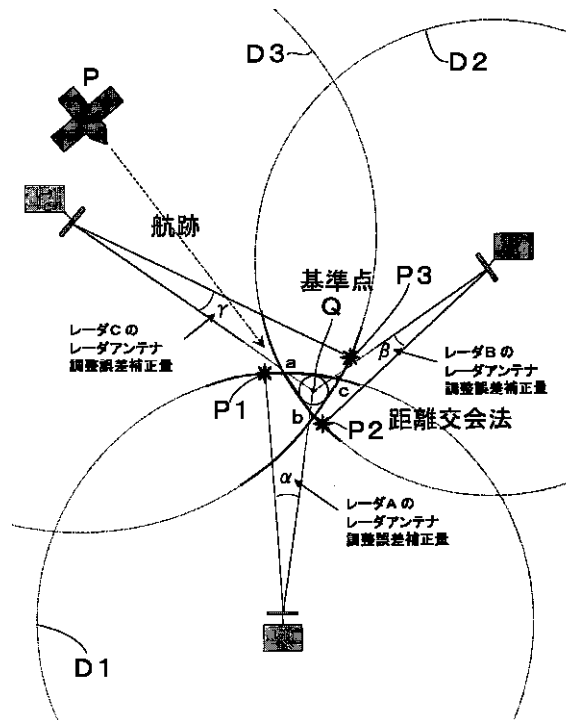 D3
D2
P
航跡
基準点
Q
P3
γ
レーダCの
レーダアンテナ
調整誤差補正量
β
レーダBの
レーダアンテナ
調整誤差補正量
a
c
b
P1
P2
距離交会法
α
レーダAの
レーダアンテナ
調整誤差補正量
D1